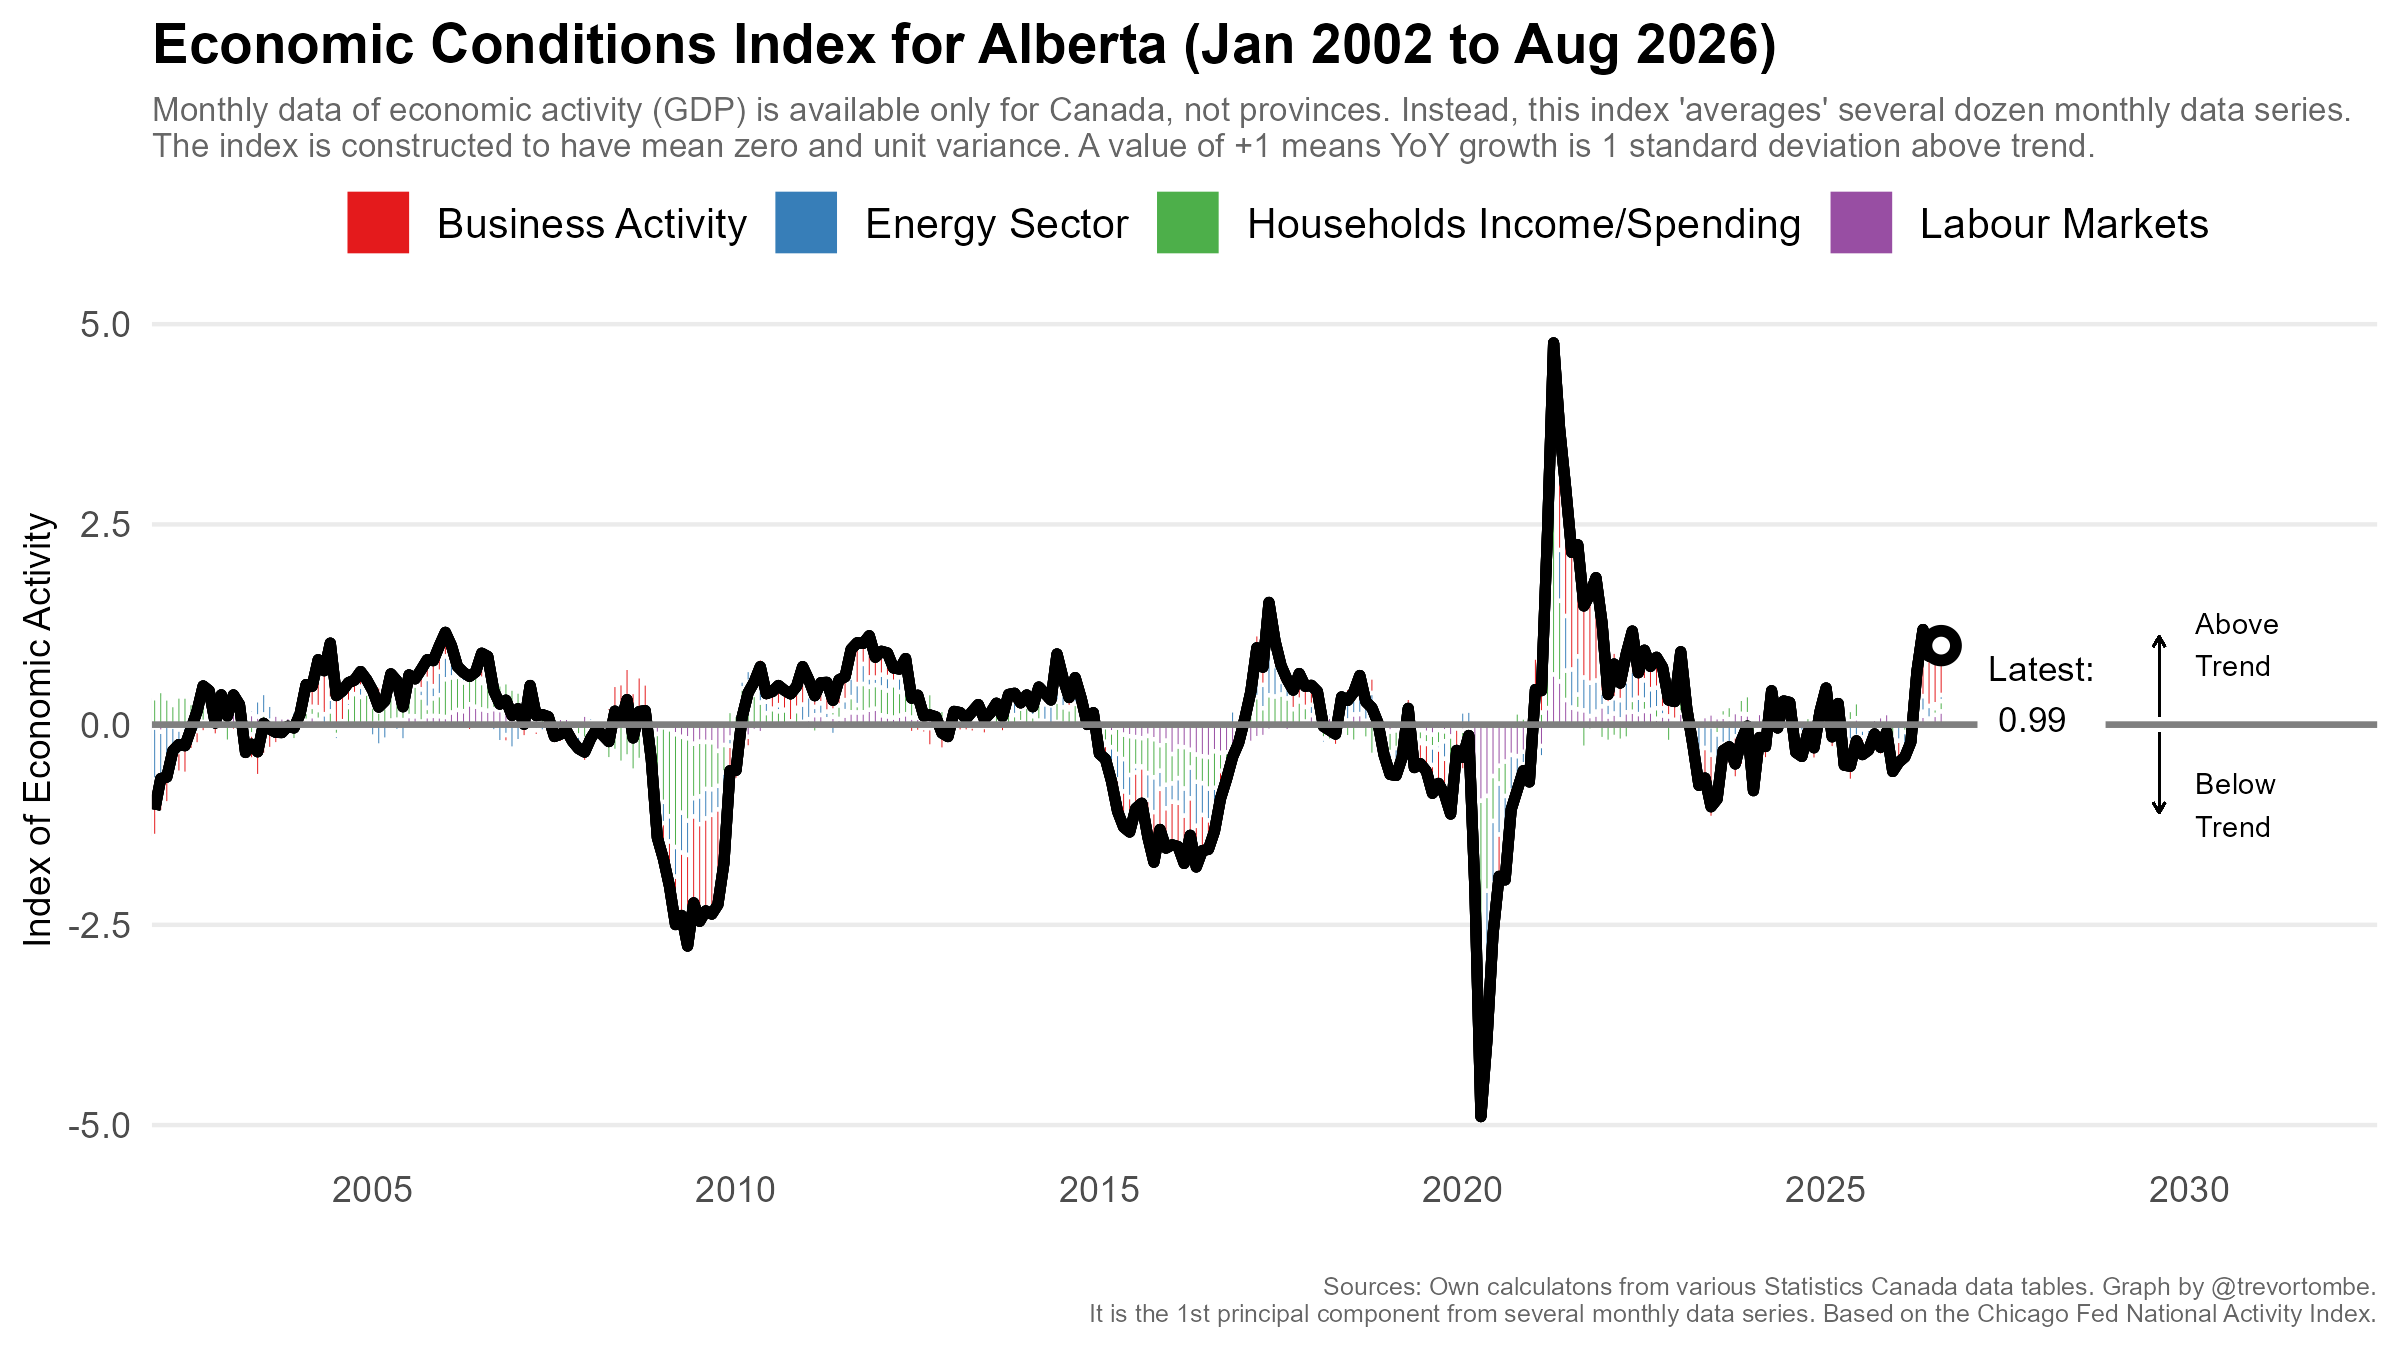 Economic Conditions Index for Alberta (Jan 2002 to Aug 2026)
Monthly data of economic activity (GDP) is available only for Canada, not provinces. Instead, this index 'averages' several dozen monthly data series.
The index is constructed to have mean zero and unit variance. A value of +1 means YoY growth is 1 standard deviation above trend.
Business Activity
Energy Sector
Households Income/Spending
Labour Markets
Index of Economic Activity
5.0
2.5
0.0
-2.5
-5.0
Latest:
0.99
Above
Trend
Below
Trend
2005
2010
2015
2020
2025
2030
Sources: Own calculatons from various Statistics Canada data tables. Graph by @trevortombe.
It is the 1st principal component from several monthly data series. Based on the Chicago Fed National Activity Index.